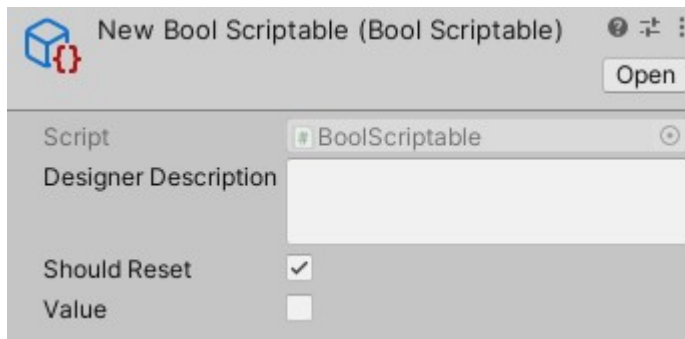 New Bool Scriptable (Bool Scriptable)
Open
Script # BoolScriptable
Designer Description
Should Reset
Value